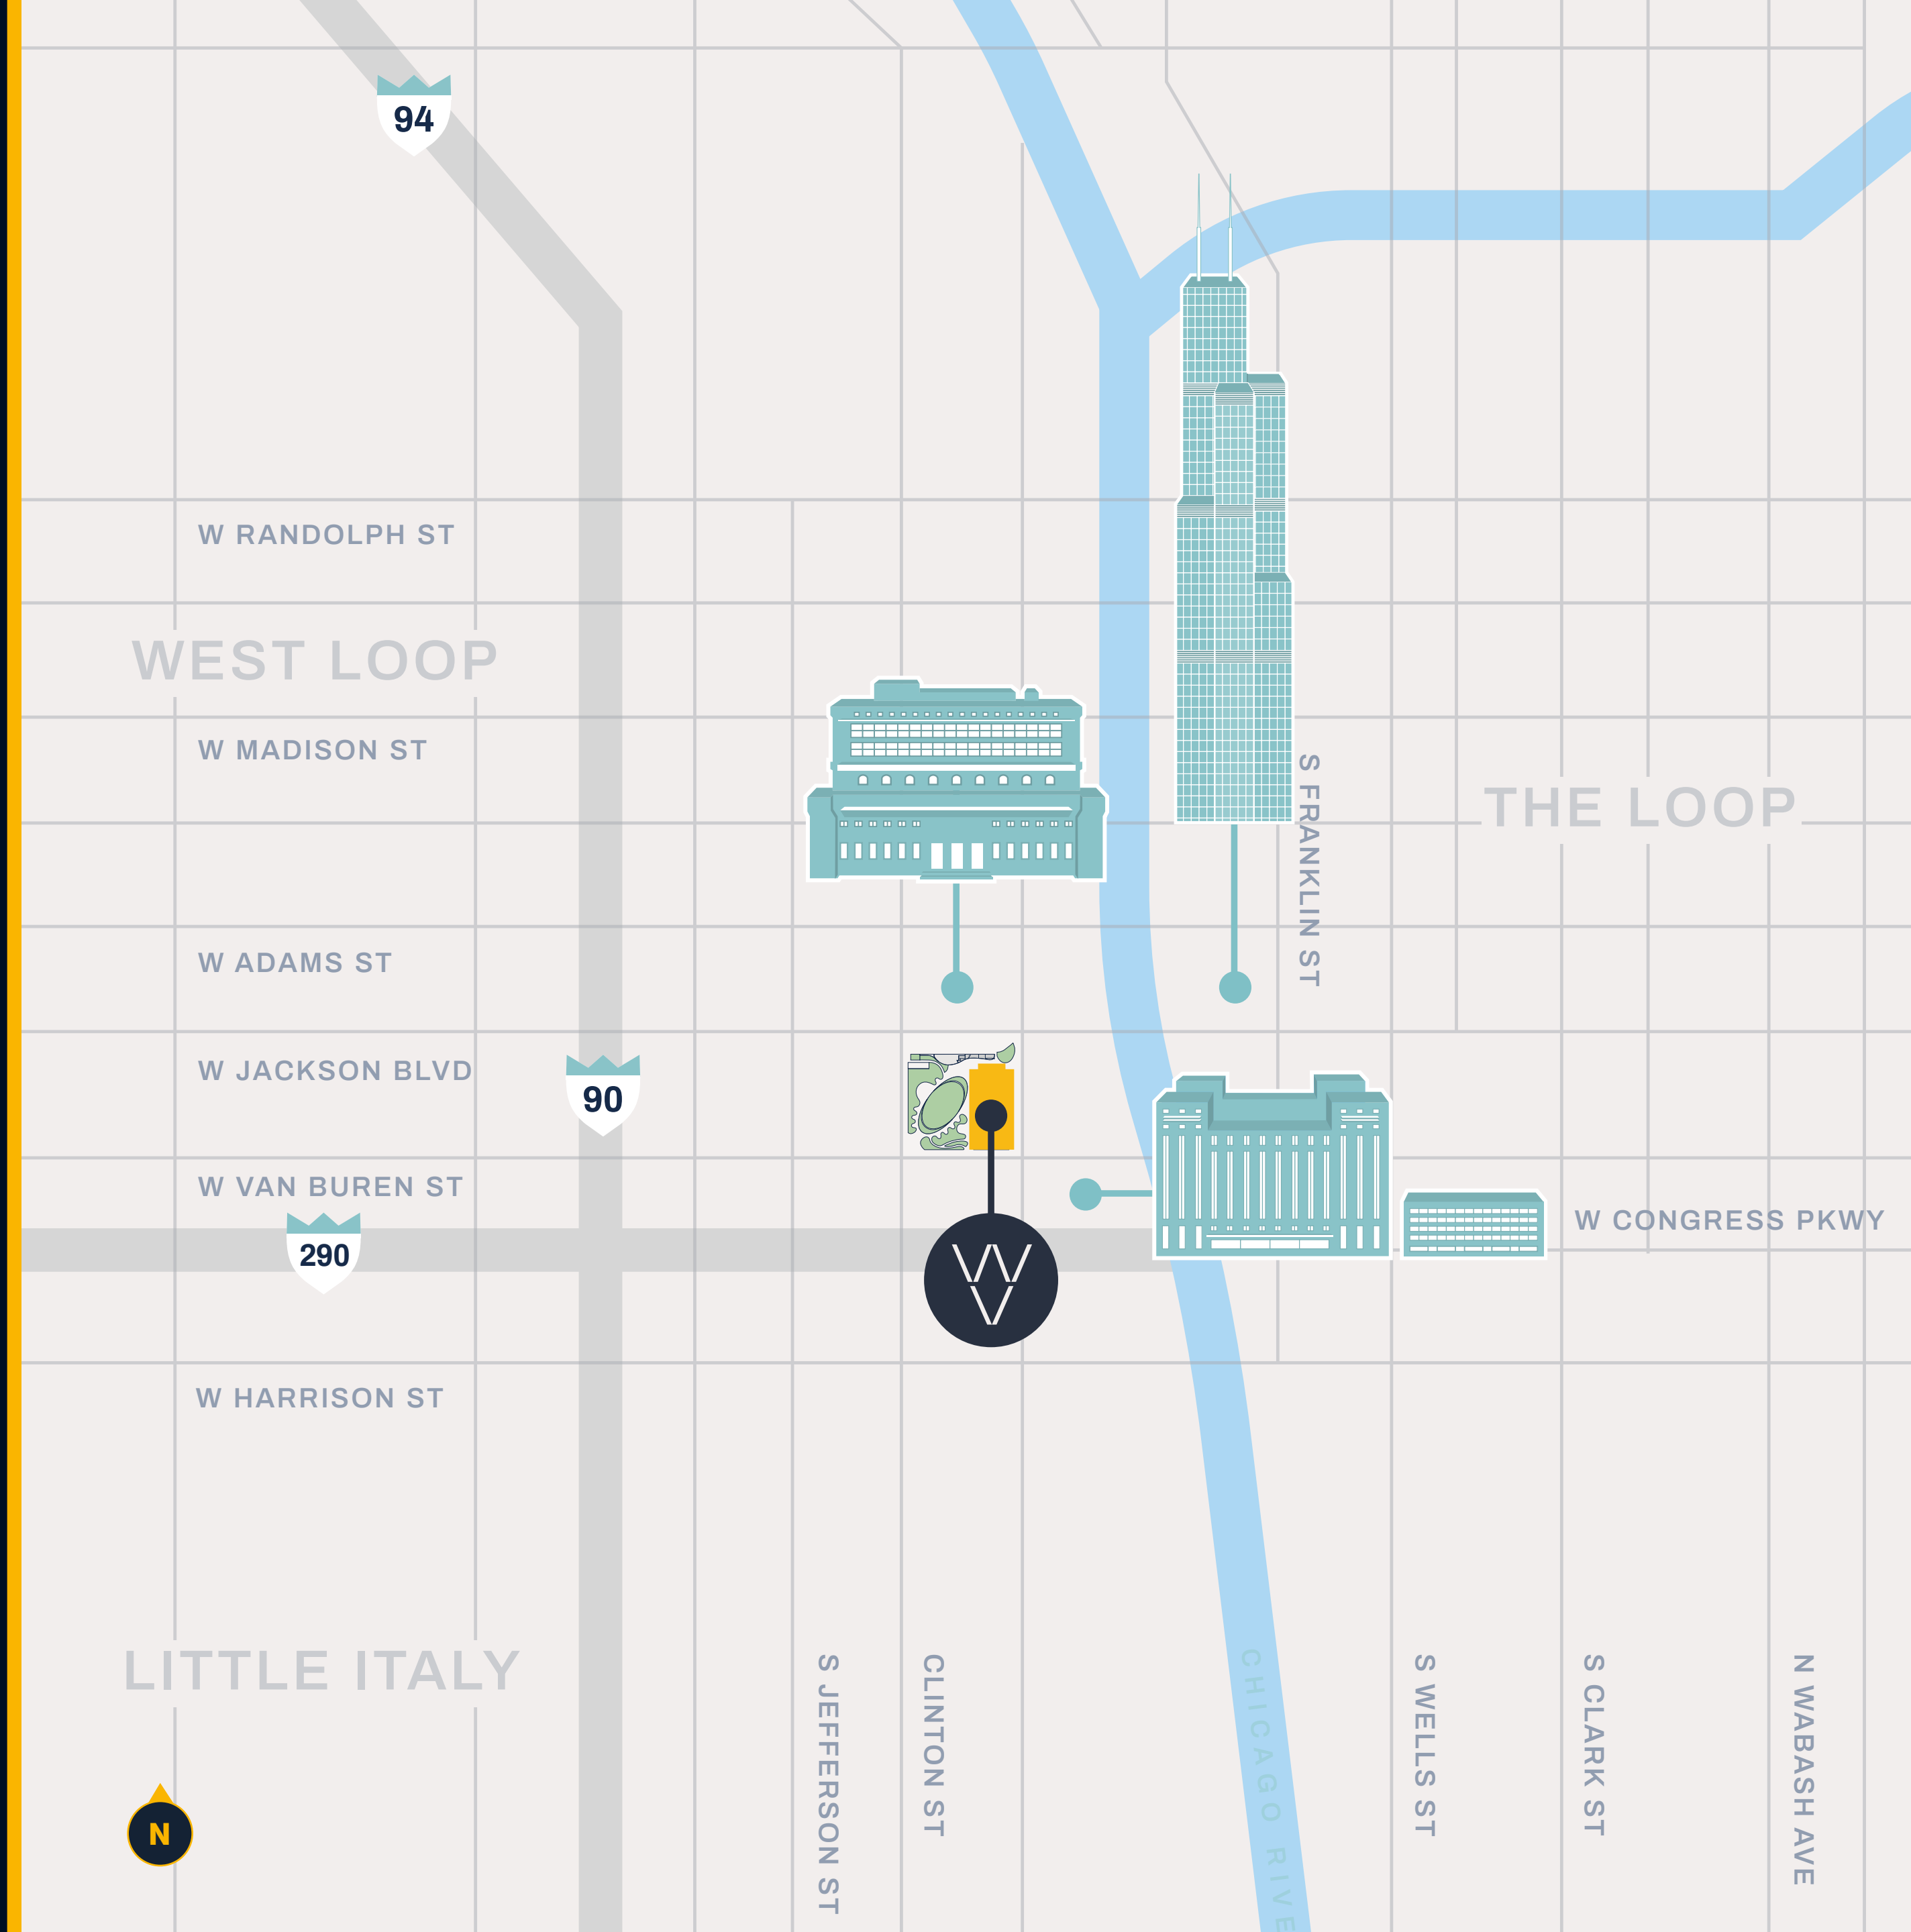 94
W RANDOLPH ST
WEST LOOP
W MADISON ST
THE LOOP
S FRANKLIN ST
W ADAMS ST
W JACKSON BLVD
90
W VAN BUREN ST
290
W CONGRESS PKWY
W HARRISON ST
LITTLE ITALY
S JEFFERSON ST
CLINTON ST
CHICAGO RIVE
S WELLS ST
S CLARK ST
N WABASH AVE
N